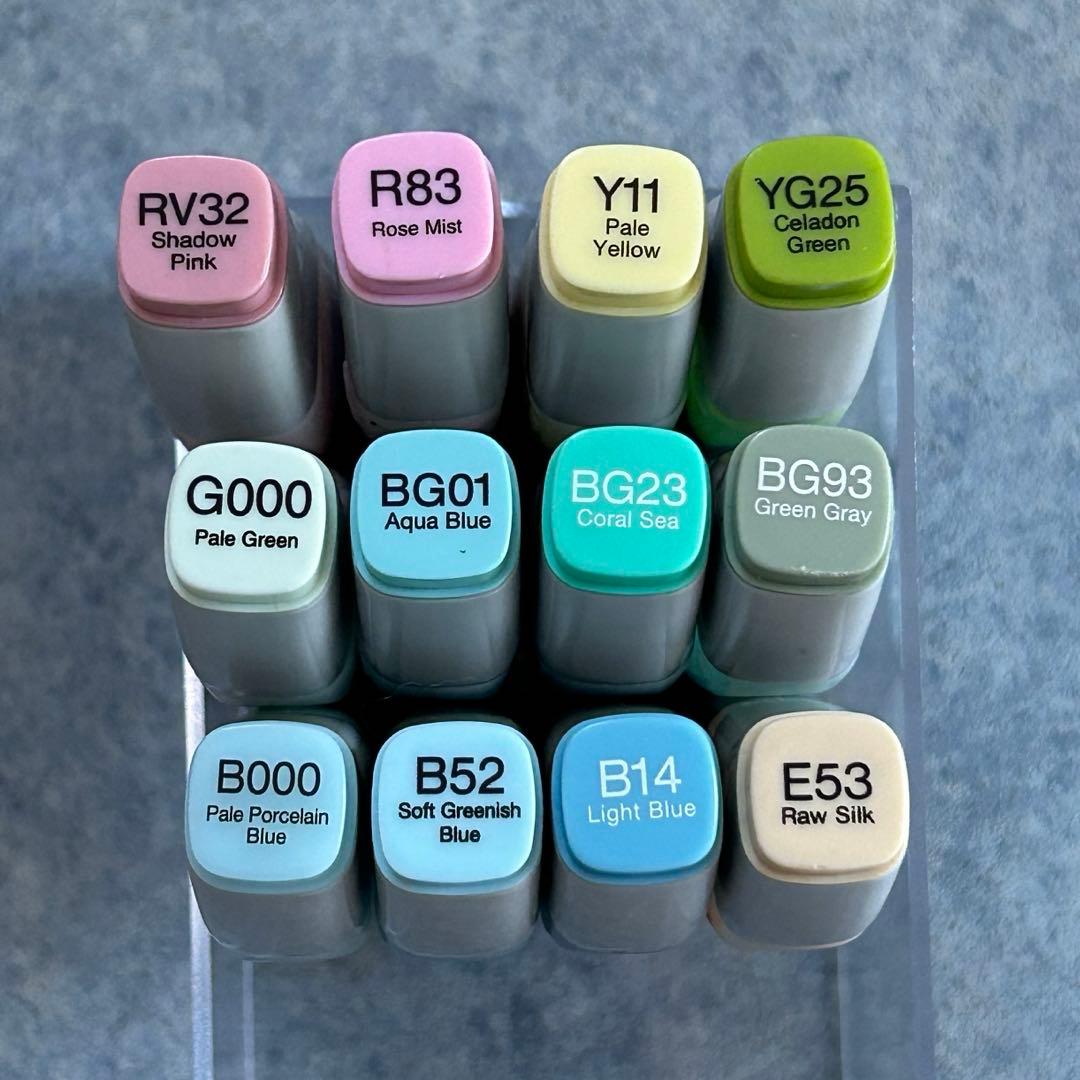 RV32
Shadow
Pink
R83
Rose Mist
Y11
Pale
Yellow
YG25
Celadon
Green
G000
Pale Green
BG01
Aqua Blue
BG23
Coral Sea
BG93
Green Gray
B000
Pale Porcelain
Blue
B52
Soft Greenish
Blue
B14
Light Blue
E53
Raw Silk